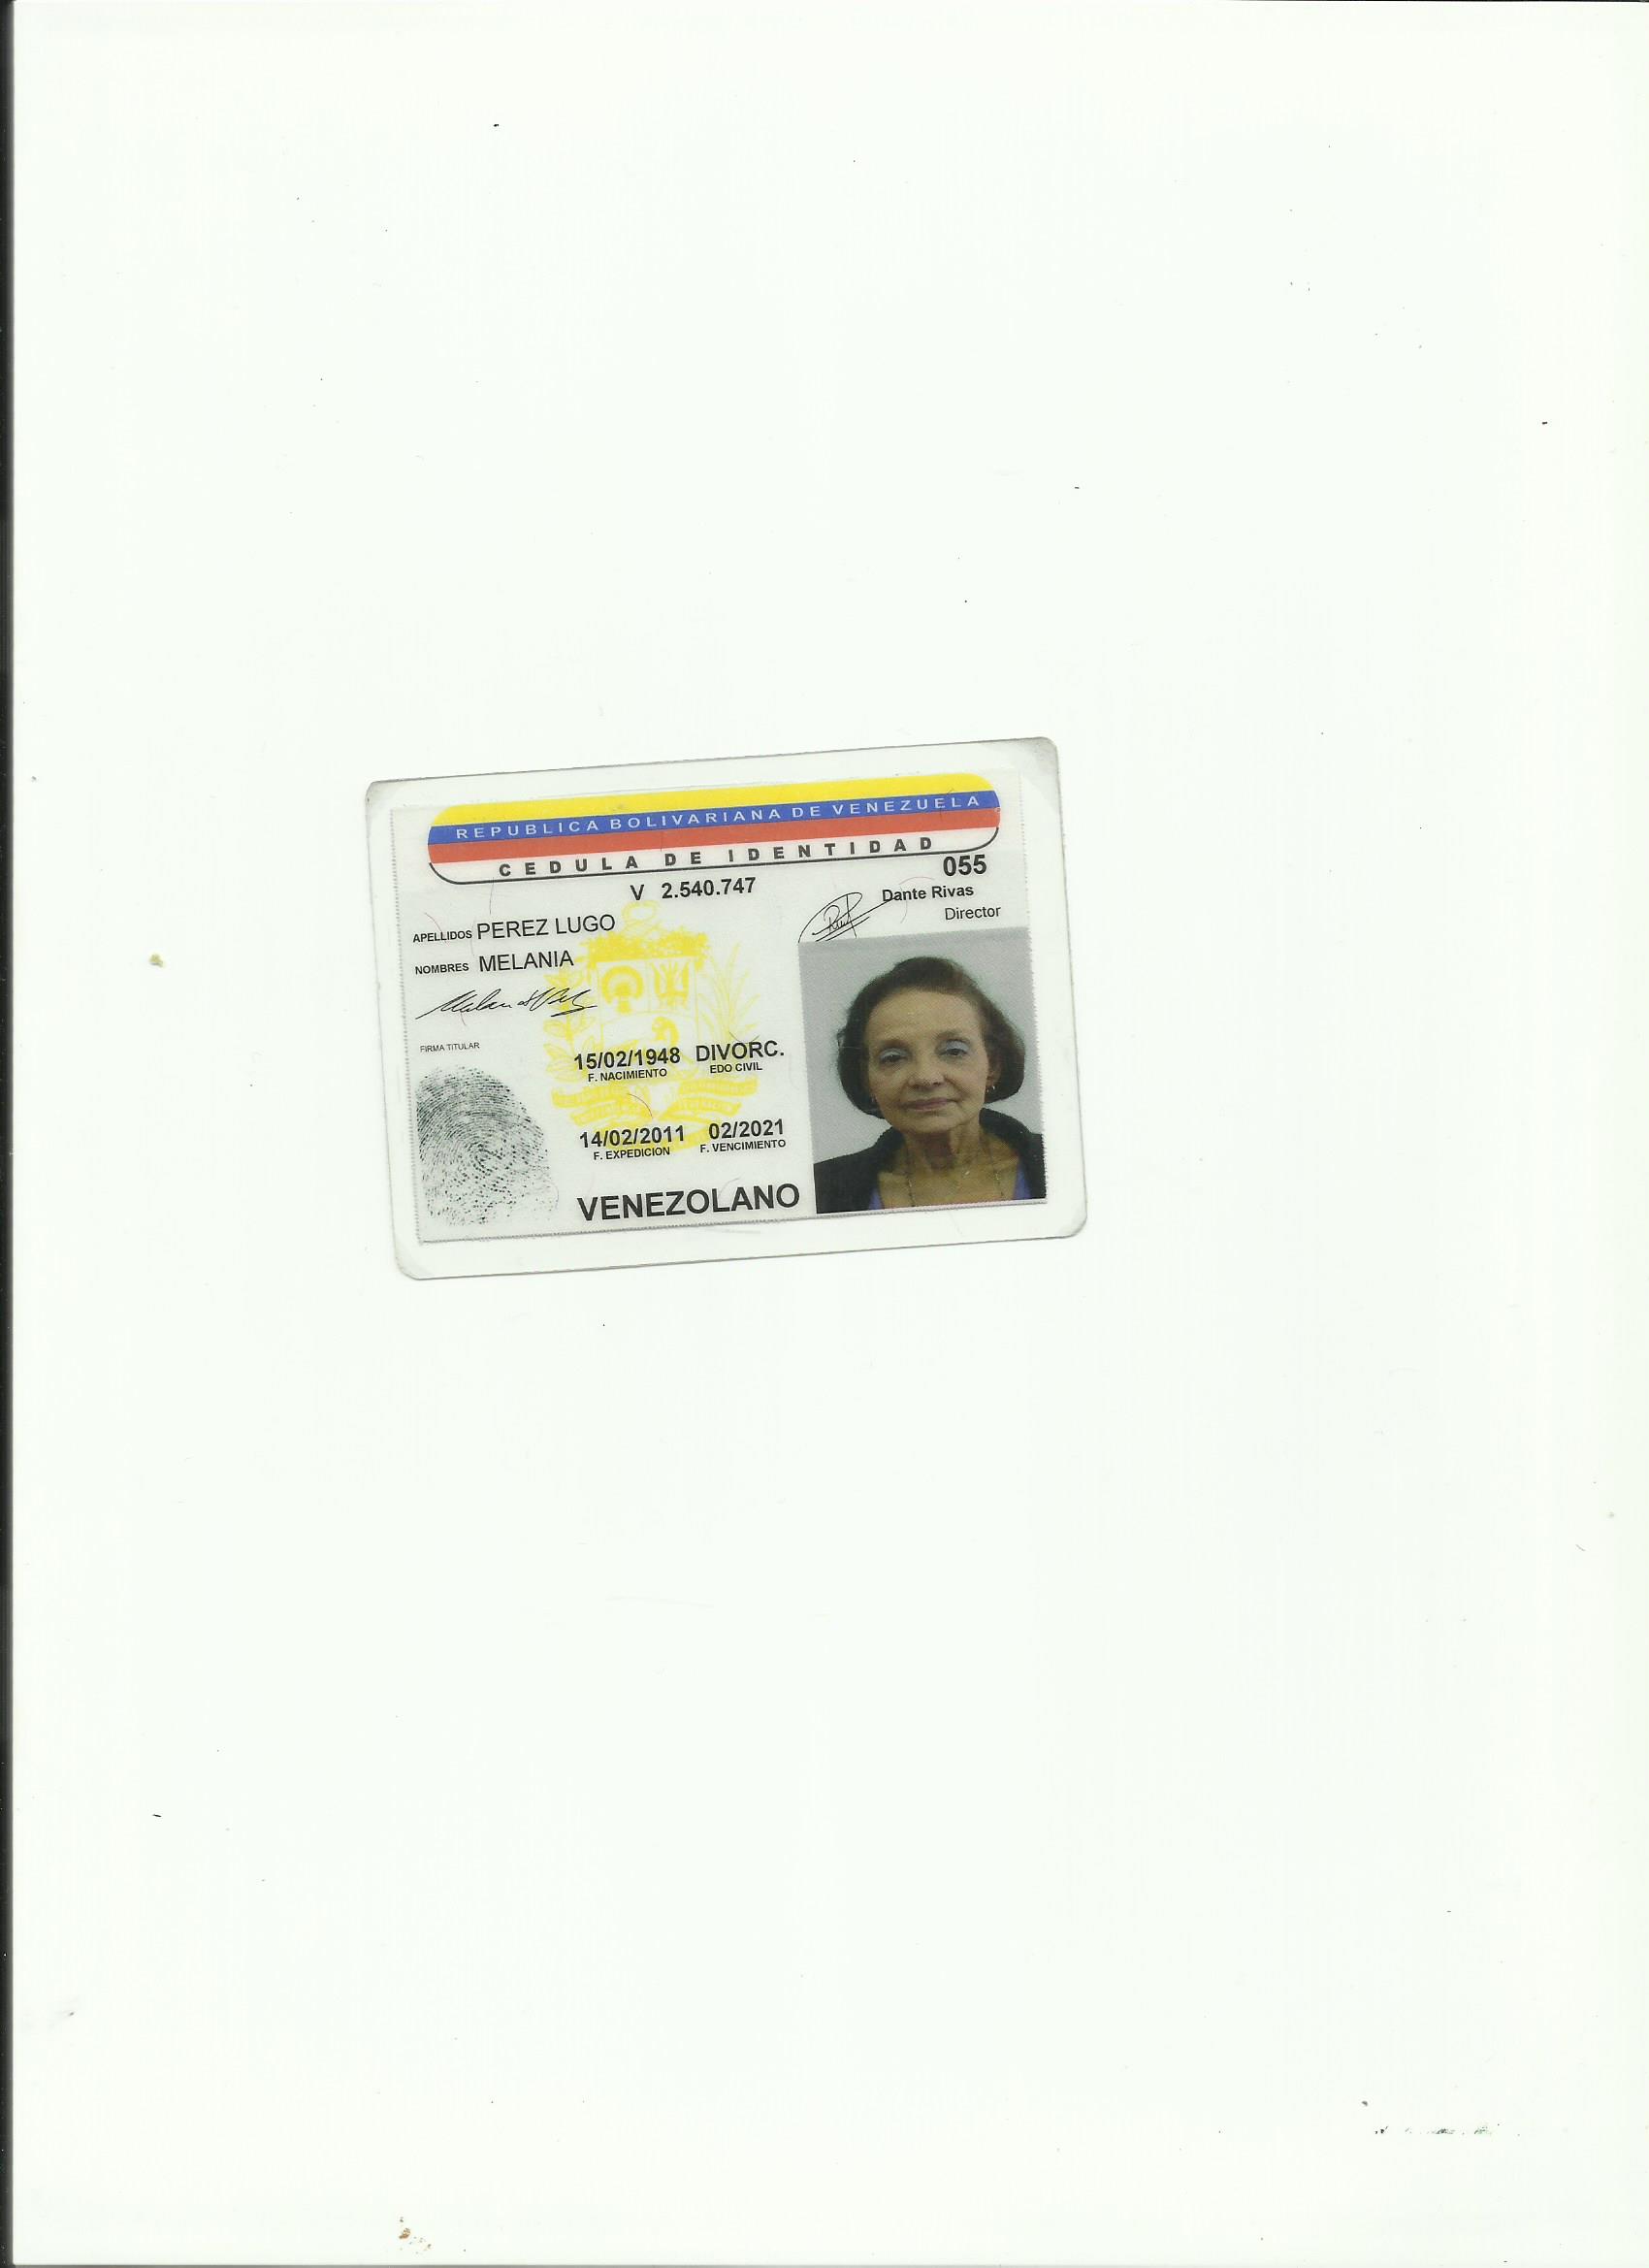 REPUBLICA BOLIVARIANA DE VENEZUELA
CEDULA DE IDENTIDAD
055
V 2.540.747
Dante Rivas
Director
APELLIDOS PEREZ LUGO
NOMBRES MELANIA
FIRMA TITULAR
15/02/1948 DIVORC.
F. NACIMIENTO EDO CIVIL
14/02/2011 02/2021
F. EXPEDICION F. VENCIMIENTO
VENEZOLANO